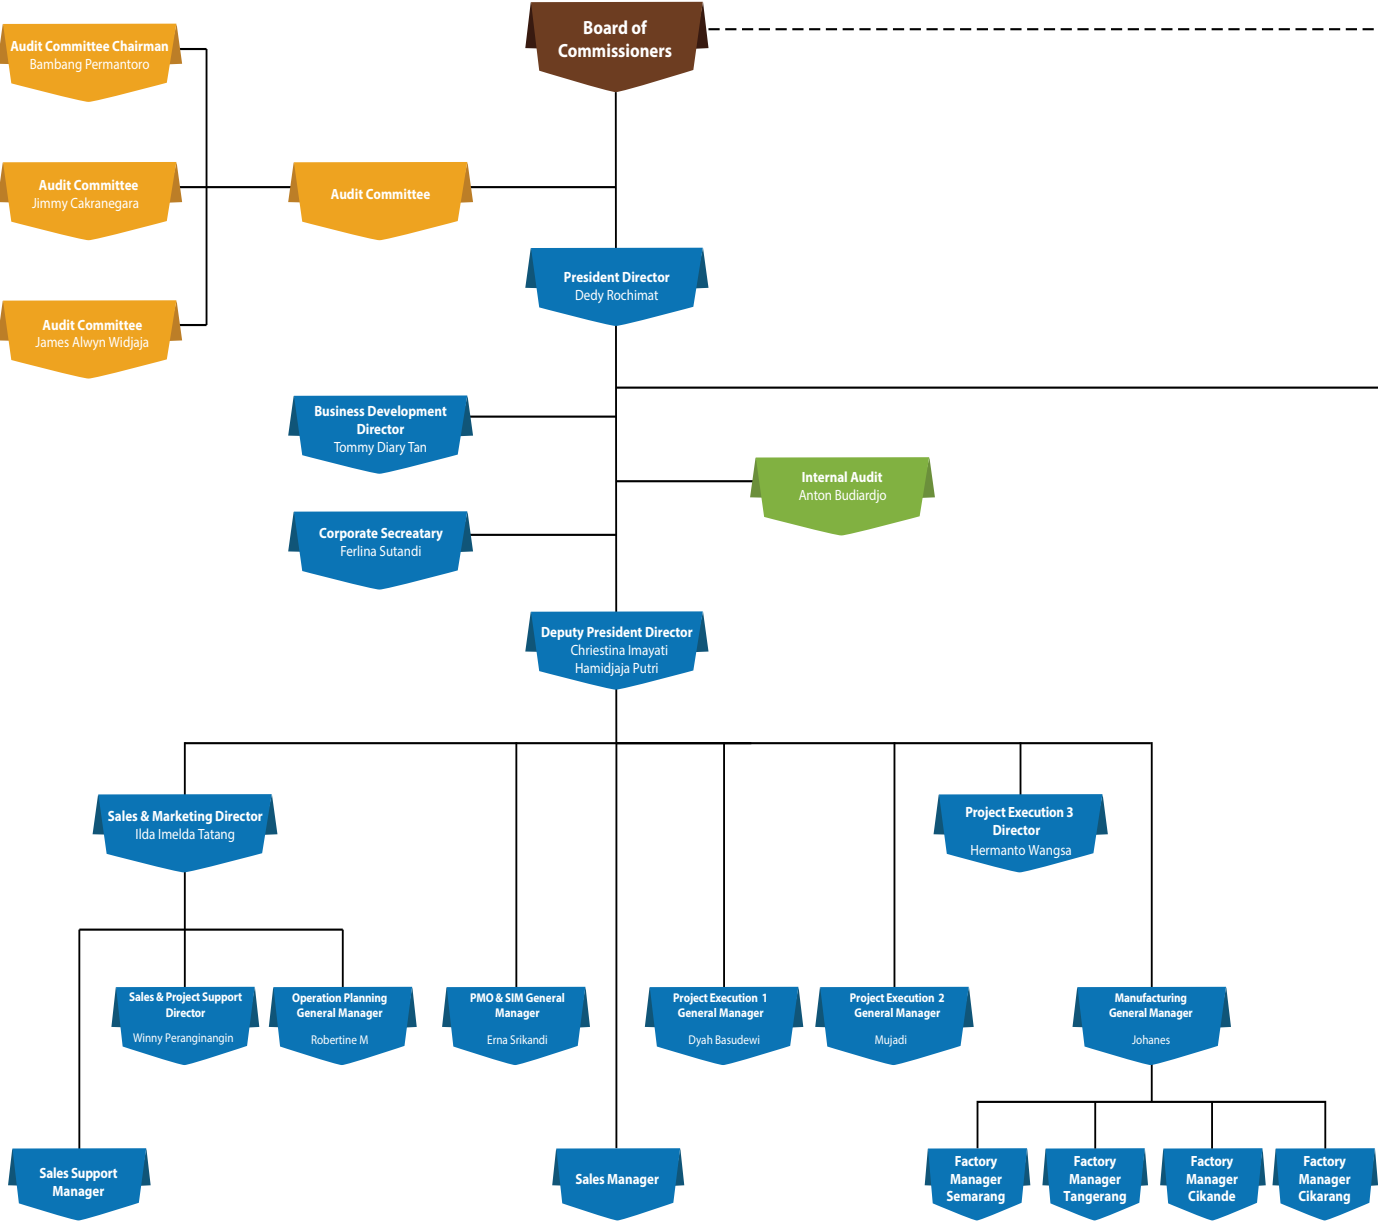 Board of
Commissioners
Audit Committee Chairman
Bambang Permantoro
Audit Committee
Jimmy Cakranegara
Audit Committee
Audit Committee
James Alwyn Widjaja
President Director
Dedy Rochimat
Business Development
Director
Tommy Diary Tan
Internal Audit
Anton Budiardjo
Corporate Secreatary
Ferlina Sutandi
Deputy President Director
Chriestina Imayati
Hamidjaja Putri
Sales & Marketing Director
Ilda Imelda Tatang
Project Execution 3
Director
Hermanto Wangsa
Sales & Project Support
Director
Winny Peranginangin
Operation Planning
General Manager
Robertine M
PMO & SIM General
Manager
Erna Srikandi
Project Execution 1
General Manager
Dyah Basudewi
Project Execution 2
General Manager
Mujadi
Manufacturing
General Manager
Johanes
Sales Support
Manager
Sales Manager
Factory
Manager
Semarang
Factory
Manager
Tangerang
Factory
Manager
Cikande
Factory
Manager
Cikarang